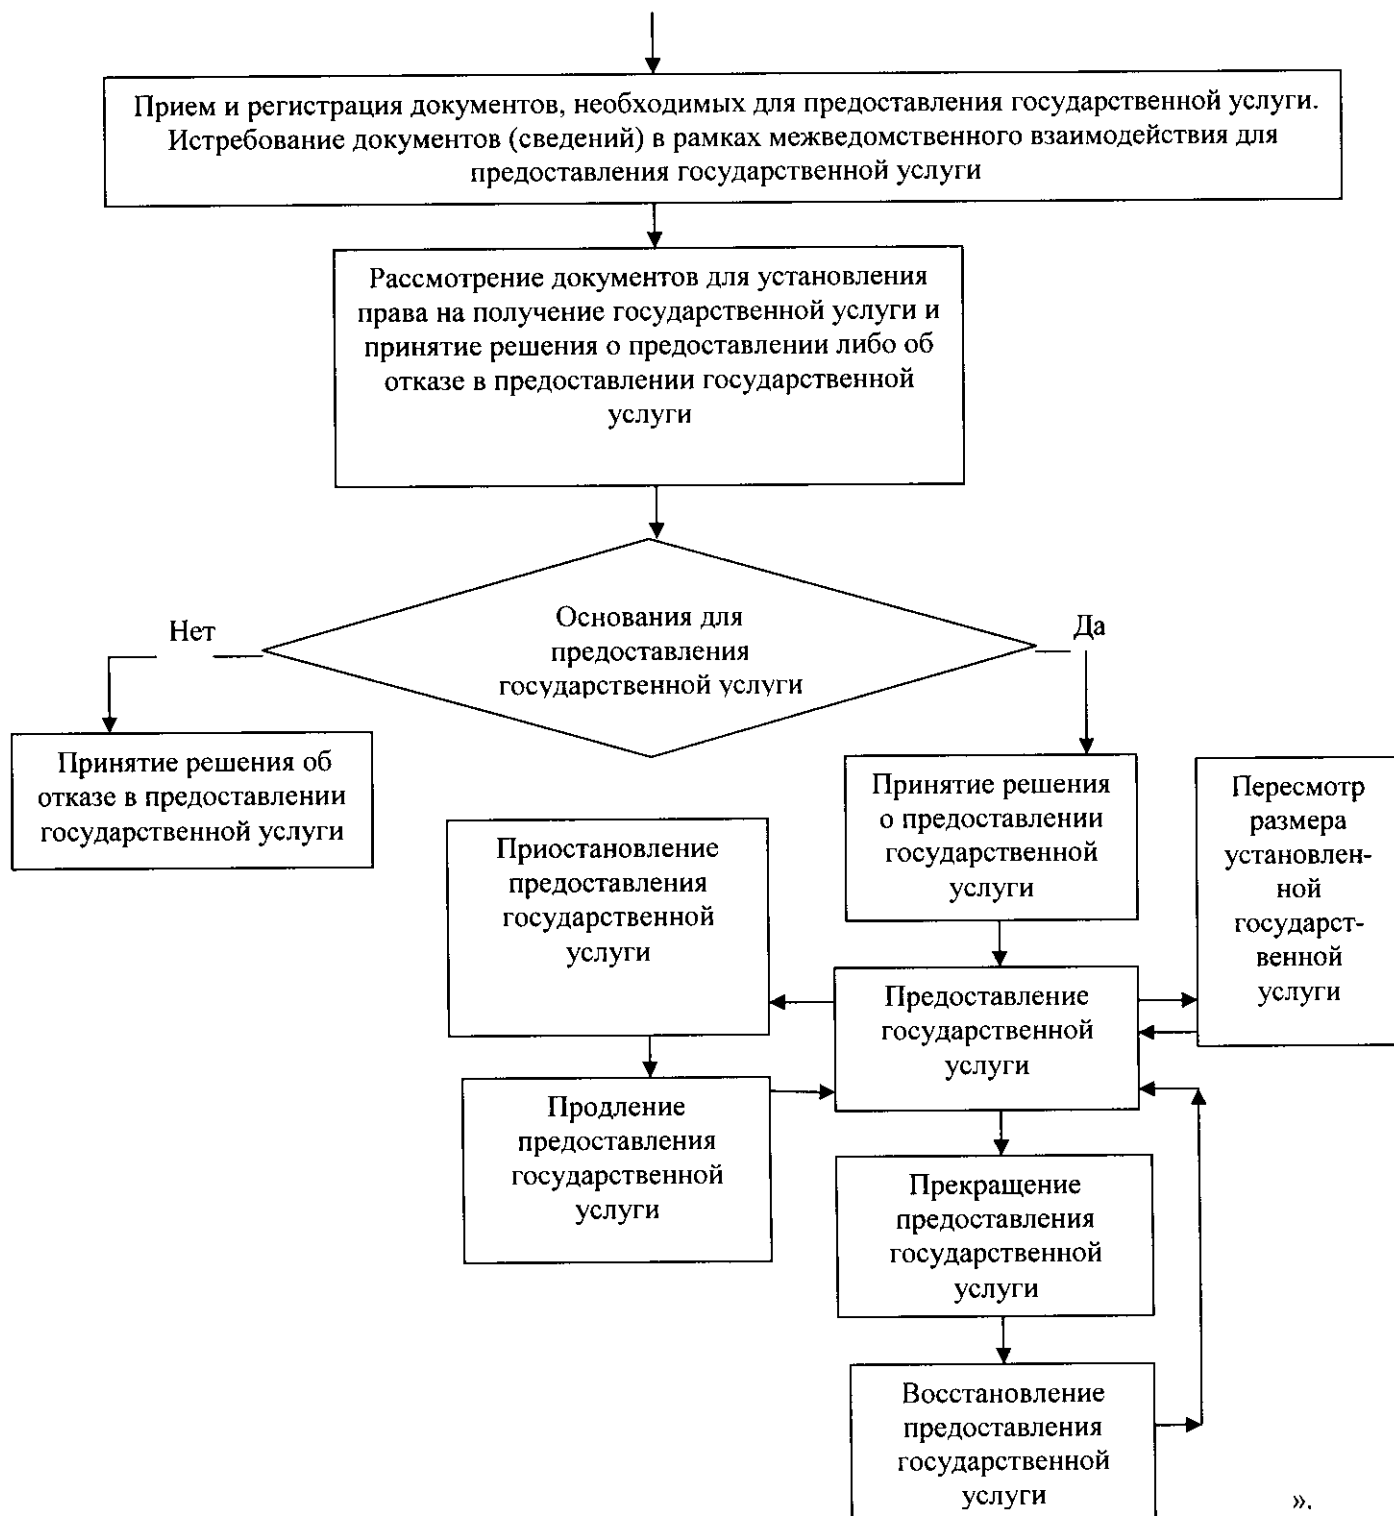 Прием и регистрация документов, необходимых для предоставления государственной услуги.
Истребование документов (сведений) в рамках межведомственного взаимодействия для
предоставления государственной услуги
Рассмотрение документов для установления
права на получение государственной услуги и
принятие решения о предоставлении либо об
отказе в предоставлении государственной
услуги
Основания для
предоставления
государственной услуги
Нет
Да
Принятие решения об
отказе в предоставлении
государственной услуги
Принятие решения
о предоставлении
государственной
услуги
Пересмотр
размера
установлен-
ной
государст-
венной
услуги
Приостановление
предоставления
государственной
услуги
Предоставление
государственной
услуги
Продление
предоставления
государственной
услуги
Прекращение
предоставления
государственной
услуги
Восстановление
предоставления
государственной
услуги
».